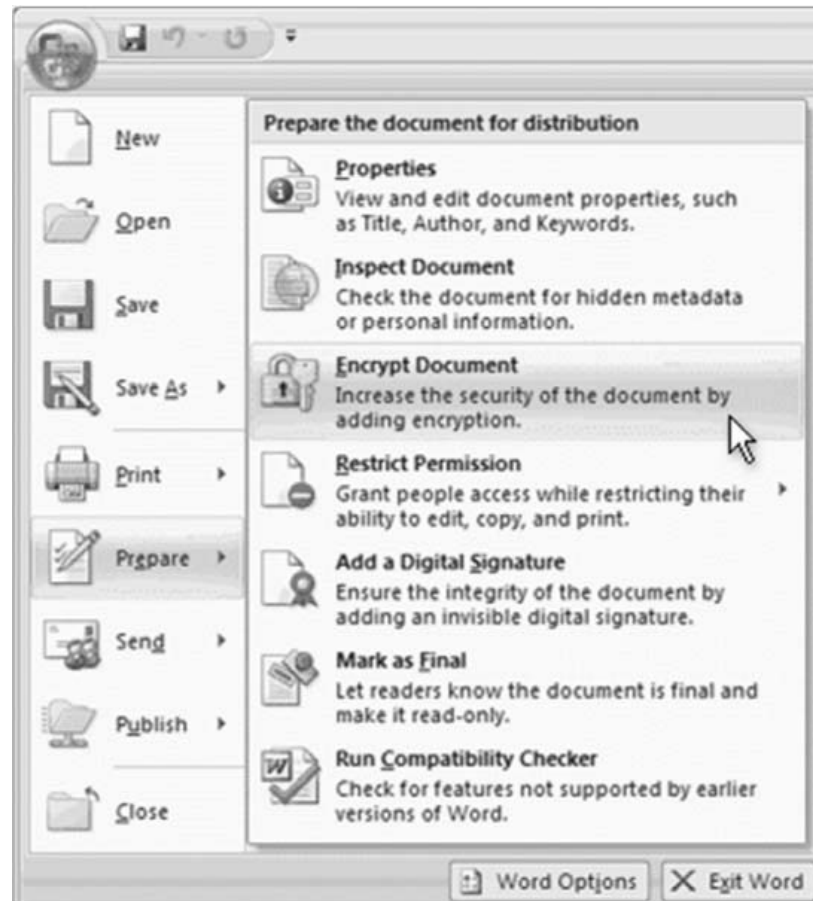 New
Open
Save
Save As
Print
Prepare
Send
Publish
Close
Prepare the document for distribution
Properties
View and edit document properties, such
as Title, Author, and Keywords.
Inspect Document
Check the document for hidden metadata
or personal information.
Encrypt Document
Increase the security of the document by
adding encryption.
Restrict Permission
Grant people access while restricting their
ability to edit, copy, and print.
Add a Digital Signature
Ensure the integrity of the document by
adding an invisible digital signature.
Mark as Final
Let readers know the document is final and
make it read-only.
Run Compatibility Checker
Check for features not supported by earlier
versions of Word.
Word Options
Exit Word